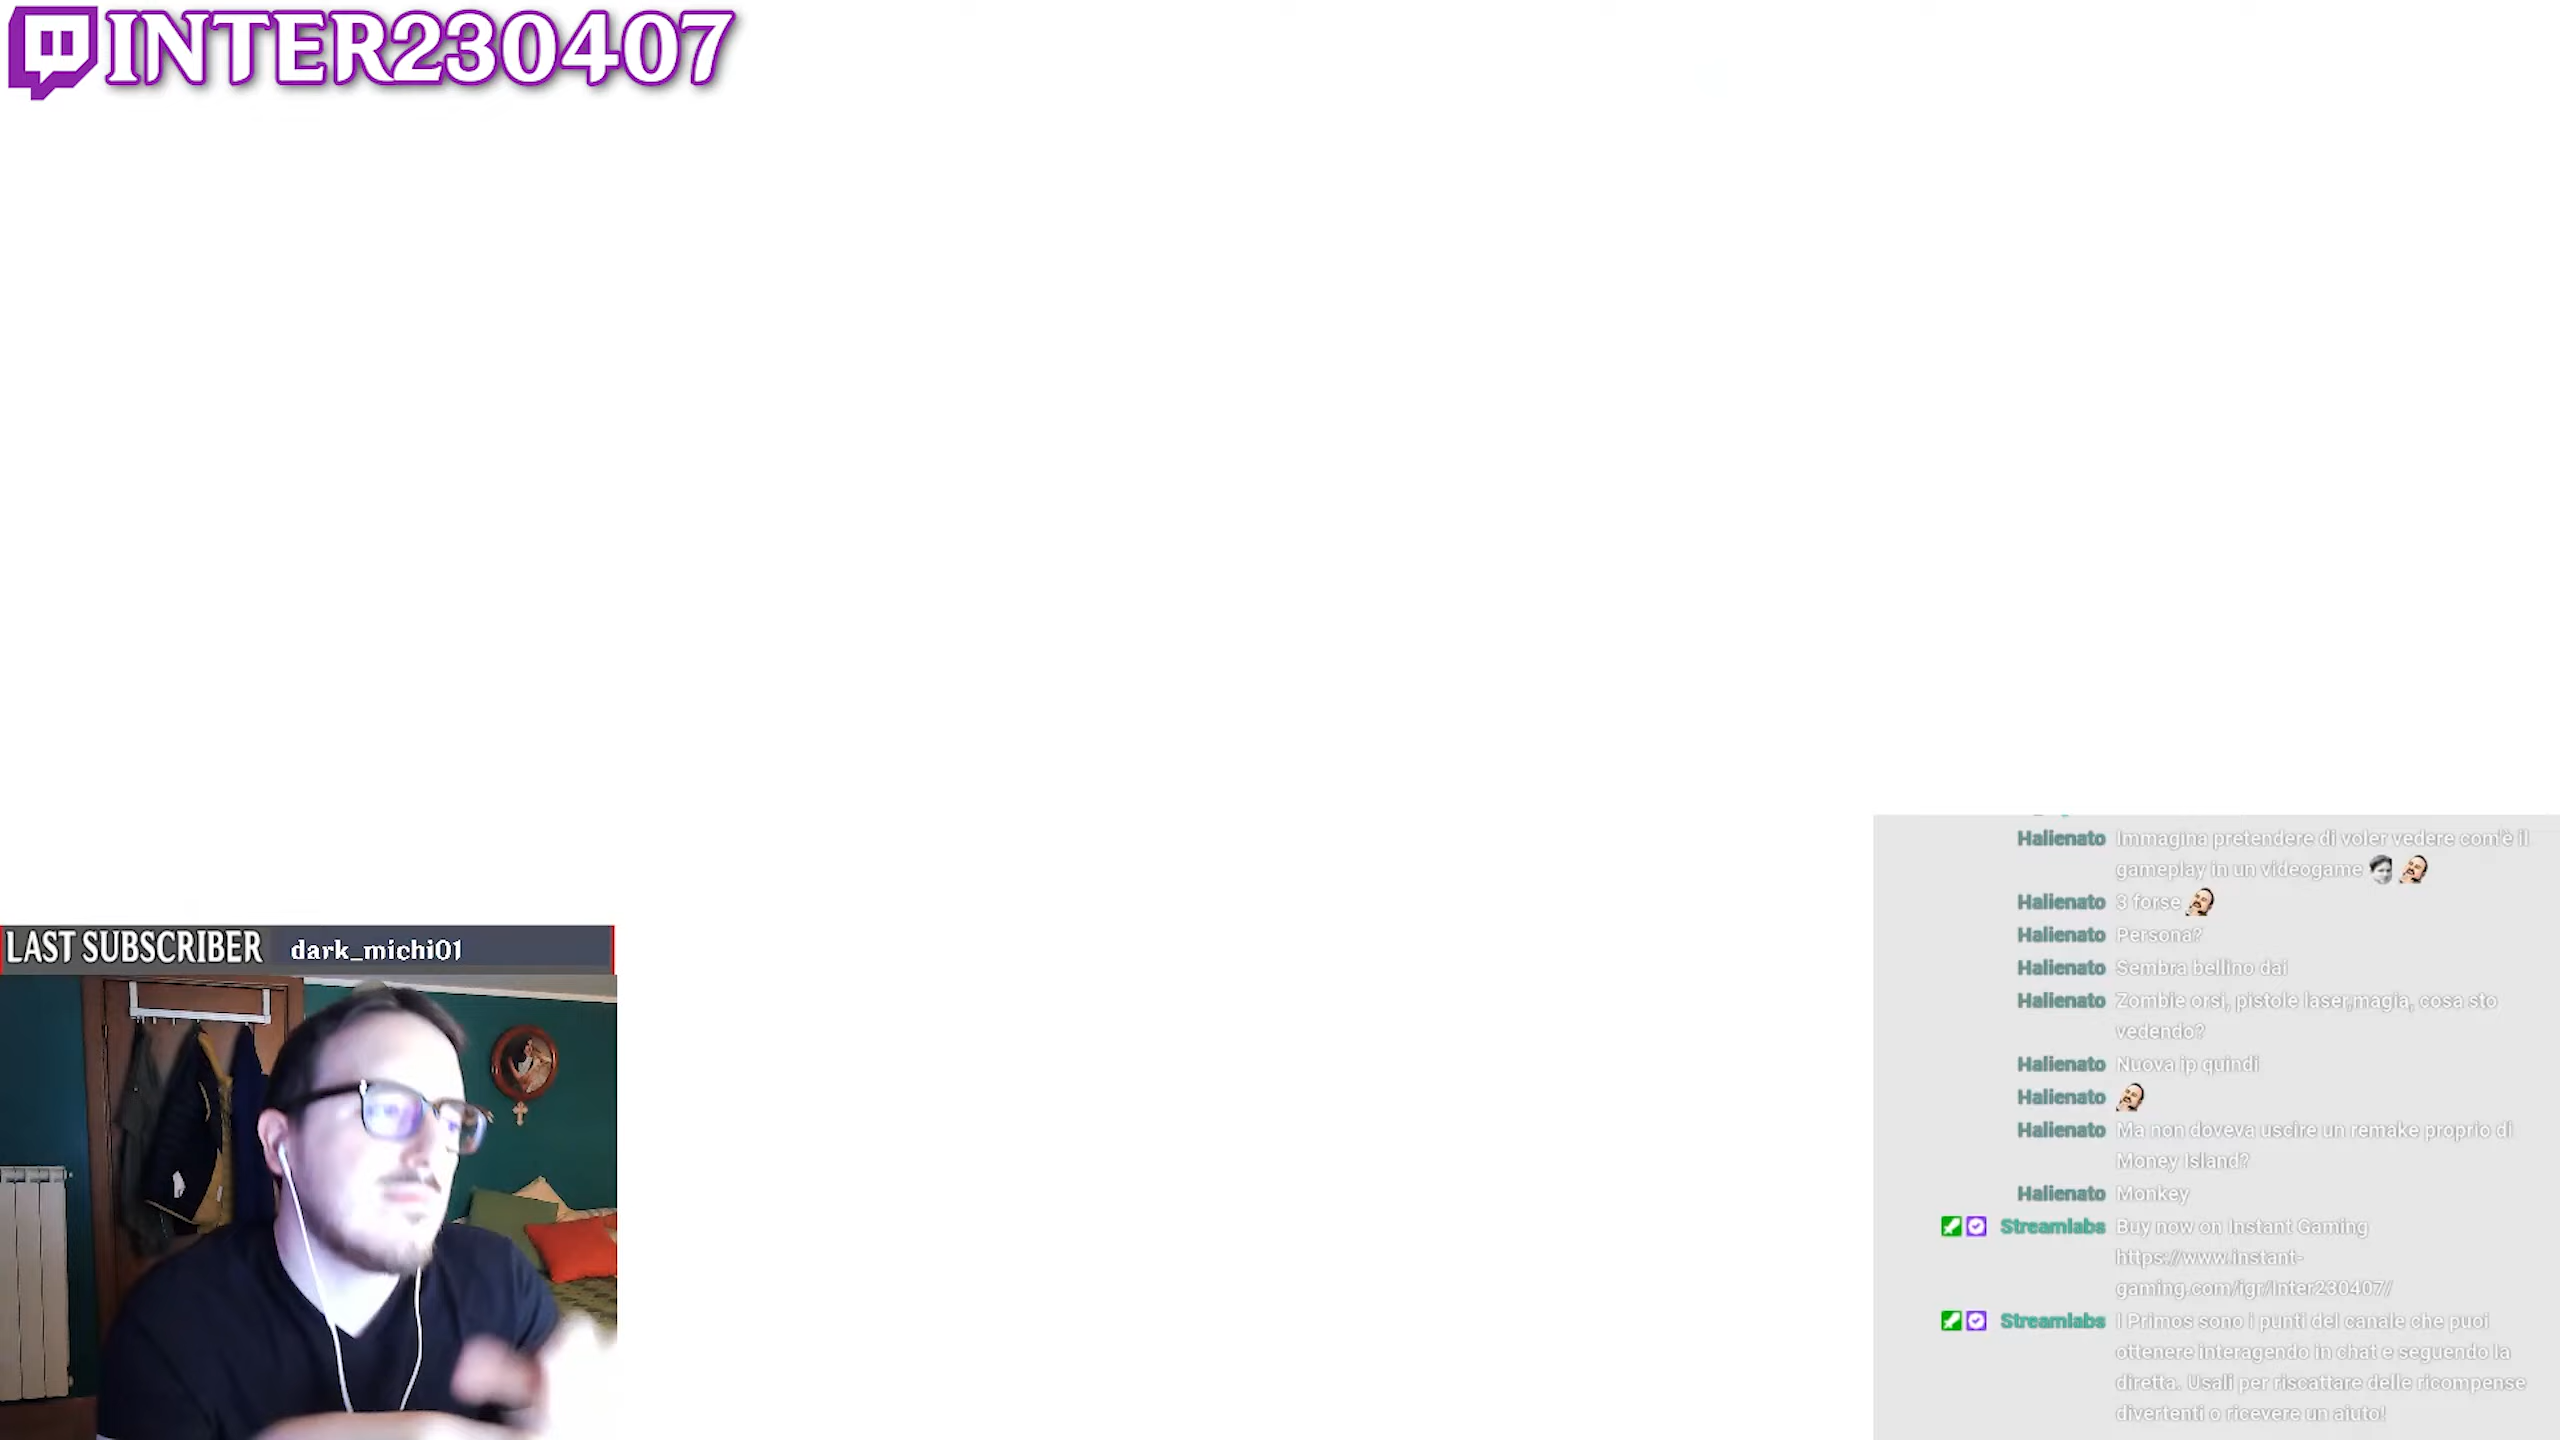 INTER230407
Halienato Immagina pretendere di voler vedere com'è il
gameplay in un videogame
Halienato 3 forse
Halienato Persona?
Halienato Sembra bellino dai
Halienato Zombie orsi, pistole laser,magia, cosa sto
vedendo?
Halienato Nuova ip quindi
Halienato
Halienato Ma non doveva uscire un remake proprio di
Money Island?
Halienato Monkey
Streamlabs Buy now on Instant Gaming
https://www.instant-
gaming.com/igr/Inter230407/
Streamlabs I Primos sono i punti del canale che puoi
ottenere interagendo in chat e seguendo la
diretta. Usali per riscattare delle ricompense
divertenti o ricevere un aiuto!
LAST SUBSCRIBER dark_michi01